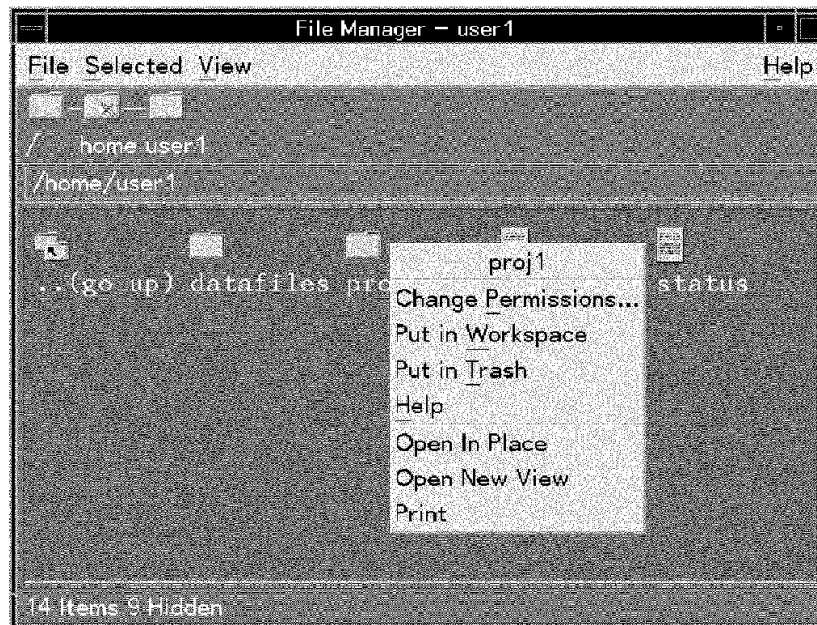 File Manager - user1
File Selected View Help
/ home user1
/home/user1
..(go up) datafiles pro status
proj1
Change Permissions...
Put in Workspace
Put in Trash
Help
Open In Place
Open New View
Print
14 Items 9 Hidden